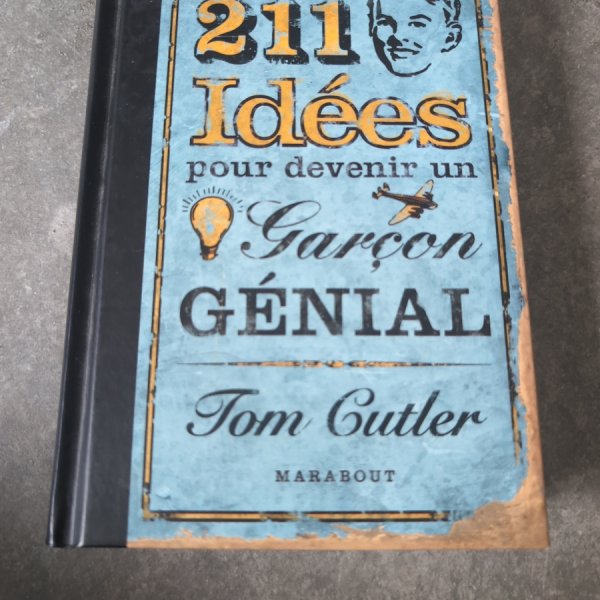 211
Idées
pour devenir un
Garçon
GÉNIAL
Tom Cutler
MARABOUT